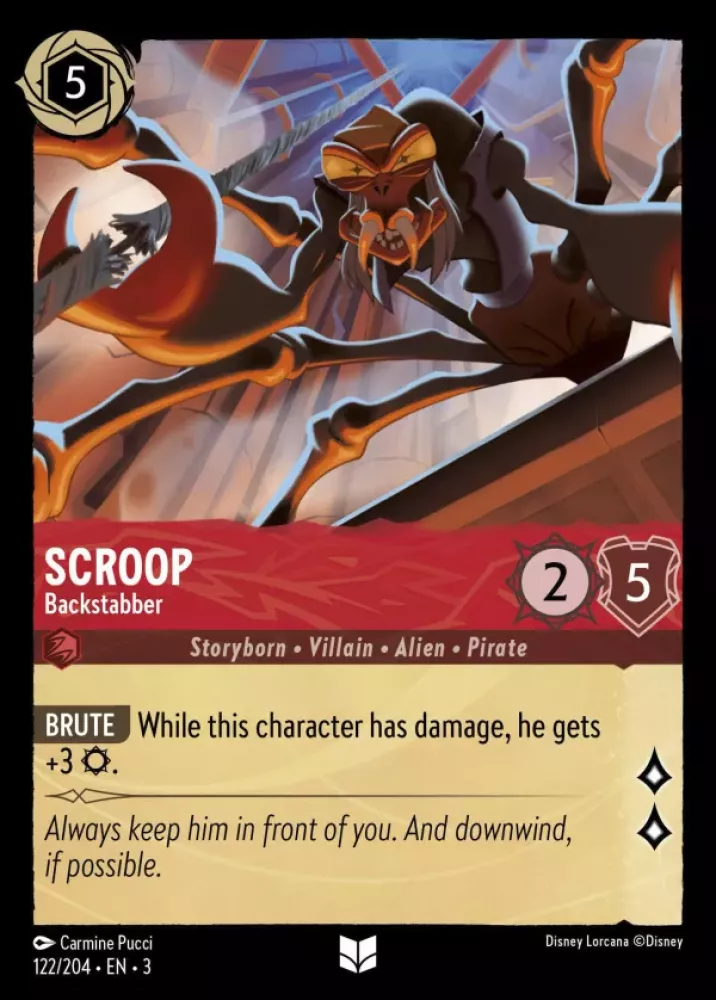 5
SCROOP
Backstabber
2
5
Storyborn • Villain • Alien • Pirate
BRUTE While this character has damage, he gets
+3 .
Always keep him in front of you. And downwind,
if possible.
Carmine Pucci
Disney Lorcana ©Disney
122/204 • EN • 3